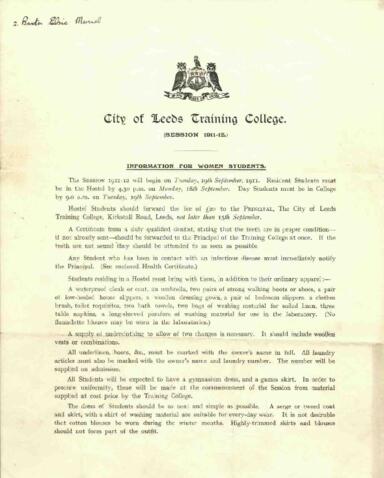 2. Baxter Elsie Muriel
City of Leeds Training College.
(SESSION 1911-12.)
INFORMATION FOR WOMEN STUDENTS.
The Session 1911-12 will begin on Tuesday, 19th September, 1911. Resident Students must
be in the Hostel by 4.30 p.m. on Monday, 18th September. Day Students must be in College
by 9.0 a.m. on Tuesday, 19th September.
Hostel Students should forward the fee of £10 to the PRINCIPAL, The City of Leeds
Training College, Kirkstall Road, Leeds, not later than 15th September.
A Certificate from a duly qualified dentist, stating that the teeth are in proper condition—
if not already sent—should be forwarded to the Principal of the Training College at once. If the
teeth are not sound they should be attended to as soon as possible
Any Student who has been in contact with an infectious disease must immediately notify
the Principal. (See enclosed Health Certificate.)
Students residing in a Hostel must bring with them, in addition to their ordinary apparel:—
A waterproof cloak or coat, an umbrella, two pairs of strong walking boots or shoes, a pair
of low-heeled house slippers, a woollen dressing gown, a pair of bedroom slippers, a clothes
brush, toilet requisites, two bath towels, two bags of washing material for soiled linen, three
table napkins, a long-sleeved pinafore of washing material for use in the laboratory. (No
flannelette blouses may be worn in the laboratories.)
A supply of underclothing to allow of two changes is necessary. It should include woollen
vests or combinations.
All underlinen, boots, &c., must be marked with the owner's name in full. All laundry
articles must also be marked with the owner's name and laundry number. The number will be
supplied on admission.
All Students will be expected to have a gymnasium dress, and a games skirt. In order to
procure uniformity, these will be made at the commencement of the Session from material
supplied at cost price by the Training College.
The dress of Students should be as neat and simple as possible. A serge or tweed coat
and skirt, with a shirt of washing material are suitable for every-day wear. It is not desirable
that cotton blouses be worn during the winter months. Highly-trimmed skirts and blouses
should not form part of the outfit.